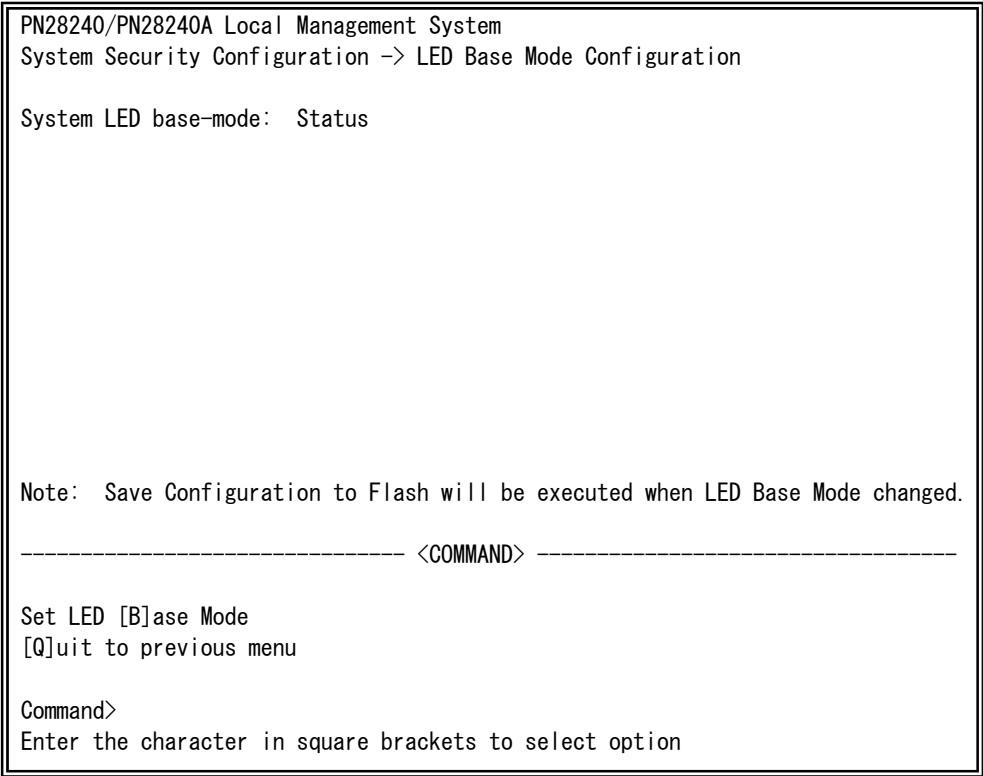 PN28240/PN28240A Local Management System
System Security Configuration -> LED Base Mode Configuration
System LED base-mode:  Status
Note:  Save Configuration to Flash will be executed when LED Base Mode changed.
-------------------------------- <COMMAND> -----------------------------------
Set LED [B]ase Mode
[Q]uit to previous menu
Command>
Enter the character in square brackets to select option